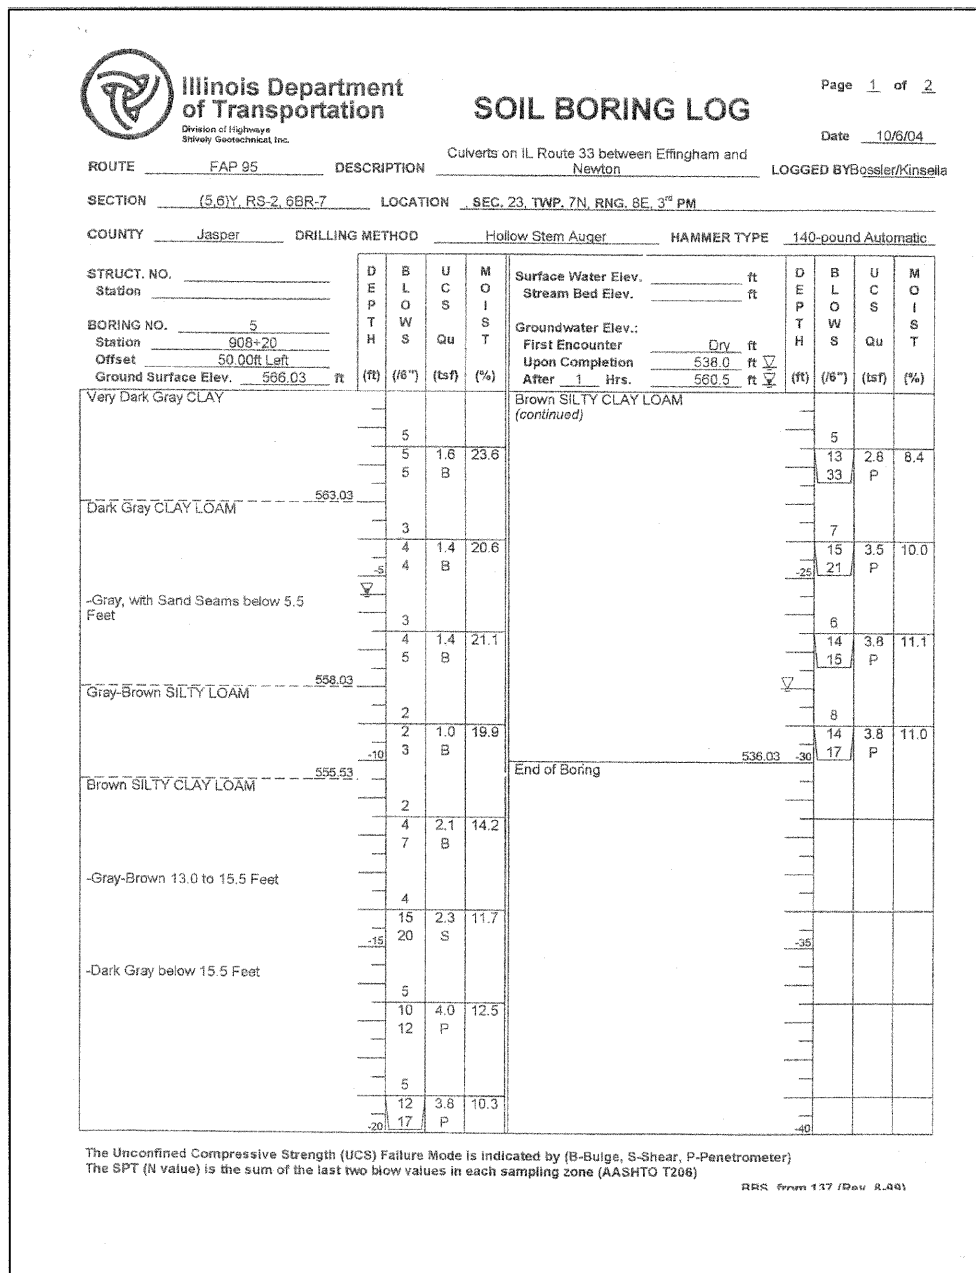 Illinois Department
of Transportation
Division of Highways
Shively Geotechnical, Inc.
SOIL BORING LOG
Page 1 of 2
Date 10/6/04
ROUTE FAP 95 DESCRIPTION Culverts on IL Route 33 between Effingham and Newton LOGGED BY Bossler/Kinsella
SECTION (5,6)Y, RS-2, 6BR-7 LOCATION SEC. 23, TWP. 7N, RNG. 8E, 3rd PM
COUNTY Jasper DRILLING METHOD Hollow Stem Auger HAMMER TYPE 140-pound Automatic
STRUCT. NO.
Station
BORING NO. 5
Station 908+20
Offset 50.00ft Left
Ground Surface Elev. 566.03 ft
DEPTH (ft)
BLOWS (/6")
UCS Qu (tsf)
MOIST (%)
Surface Water Elev. ft
Stream Bed Elev. ft
Groundwater Elev.:
First Encounter Dry ft
Upon Completion 538.0 ft
After 1 Hrs. 560.5 ft
DEPTH (ft)
BLOWS (/6")
UCS Qu (tsf)
MOIST (%)
Very Dark Gray CLAY
5
5 1.6 23.6
5 B
563.03
Dark Gray CLAY LOAM
3
4 1.4 20.6
-5 4 B
-Gray, with Sand Seams below 5.5
Feet
3
4 1.4 21.1
5 B
558.03
Gray-Brown SILTY LOAM
2
2 1.0 19.9
-10 3 B
555.53
Brown SILTY CLAY LOAM
2
4 2.1 14.2
7 B
-Gray-Brown 13.0 to 15.5 Feet
4
15 2.3 11.7
-15 20 S
-Dark Gray below 15.5 Feet
5
10 4.0 12.5
12 P
5
12 3.8 10.3
-20 17 P
Brown SILTY CLAY LOAM
(continued)
5
13 2.8 8.4
33 P
7
15 3.5 10.0
-25 21 P
6
14 3.8 11.1
15 P
8
14 3.8 11.0
536.03 -30 17 P
End of Boring
-35
-40
The Unconfined Compressive Strength (UCS) Failure Mode is indicated by (B-Bulge, S-Shear, P-Penetrometer)
The SPT (N value) is the sum of the last two blow values in each sampling zone (AASHTO T206)
BBS, from 137 (Rev. 8-99)